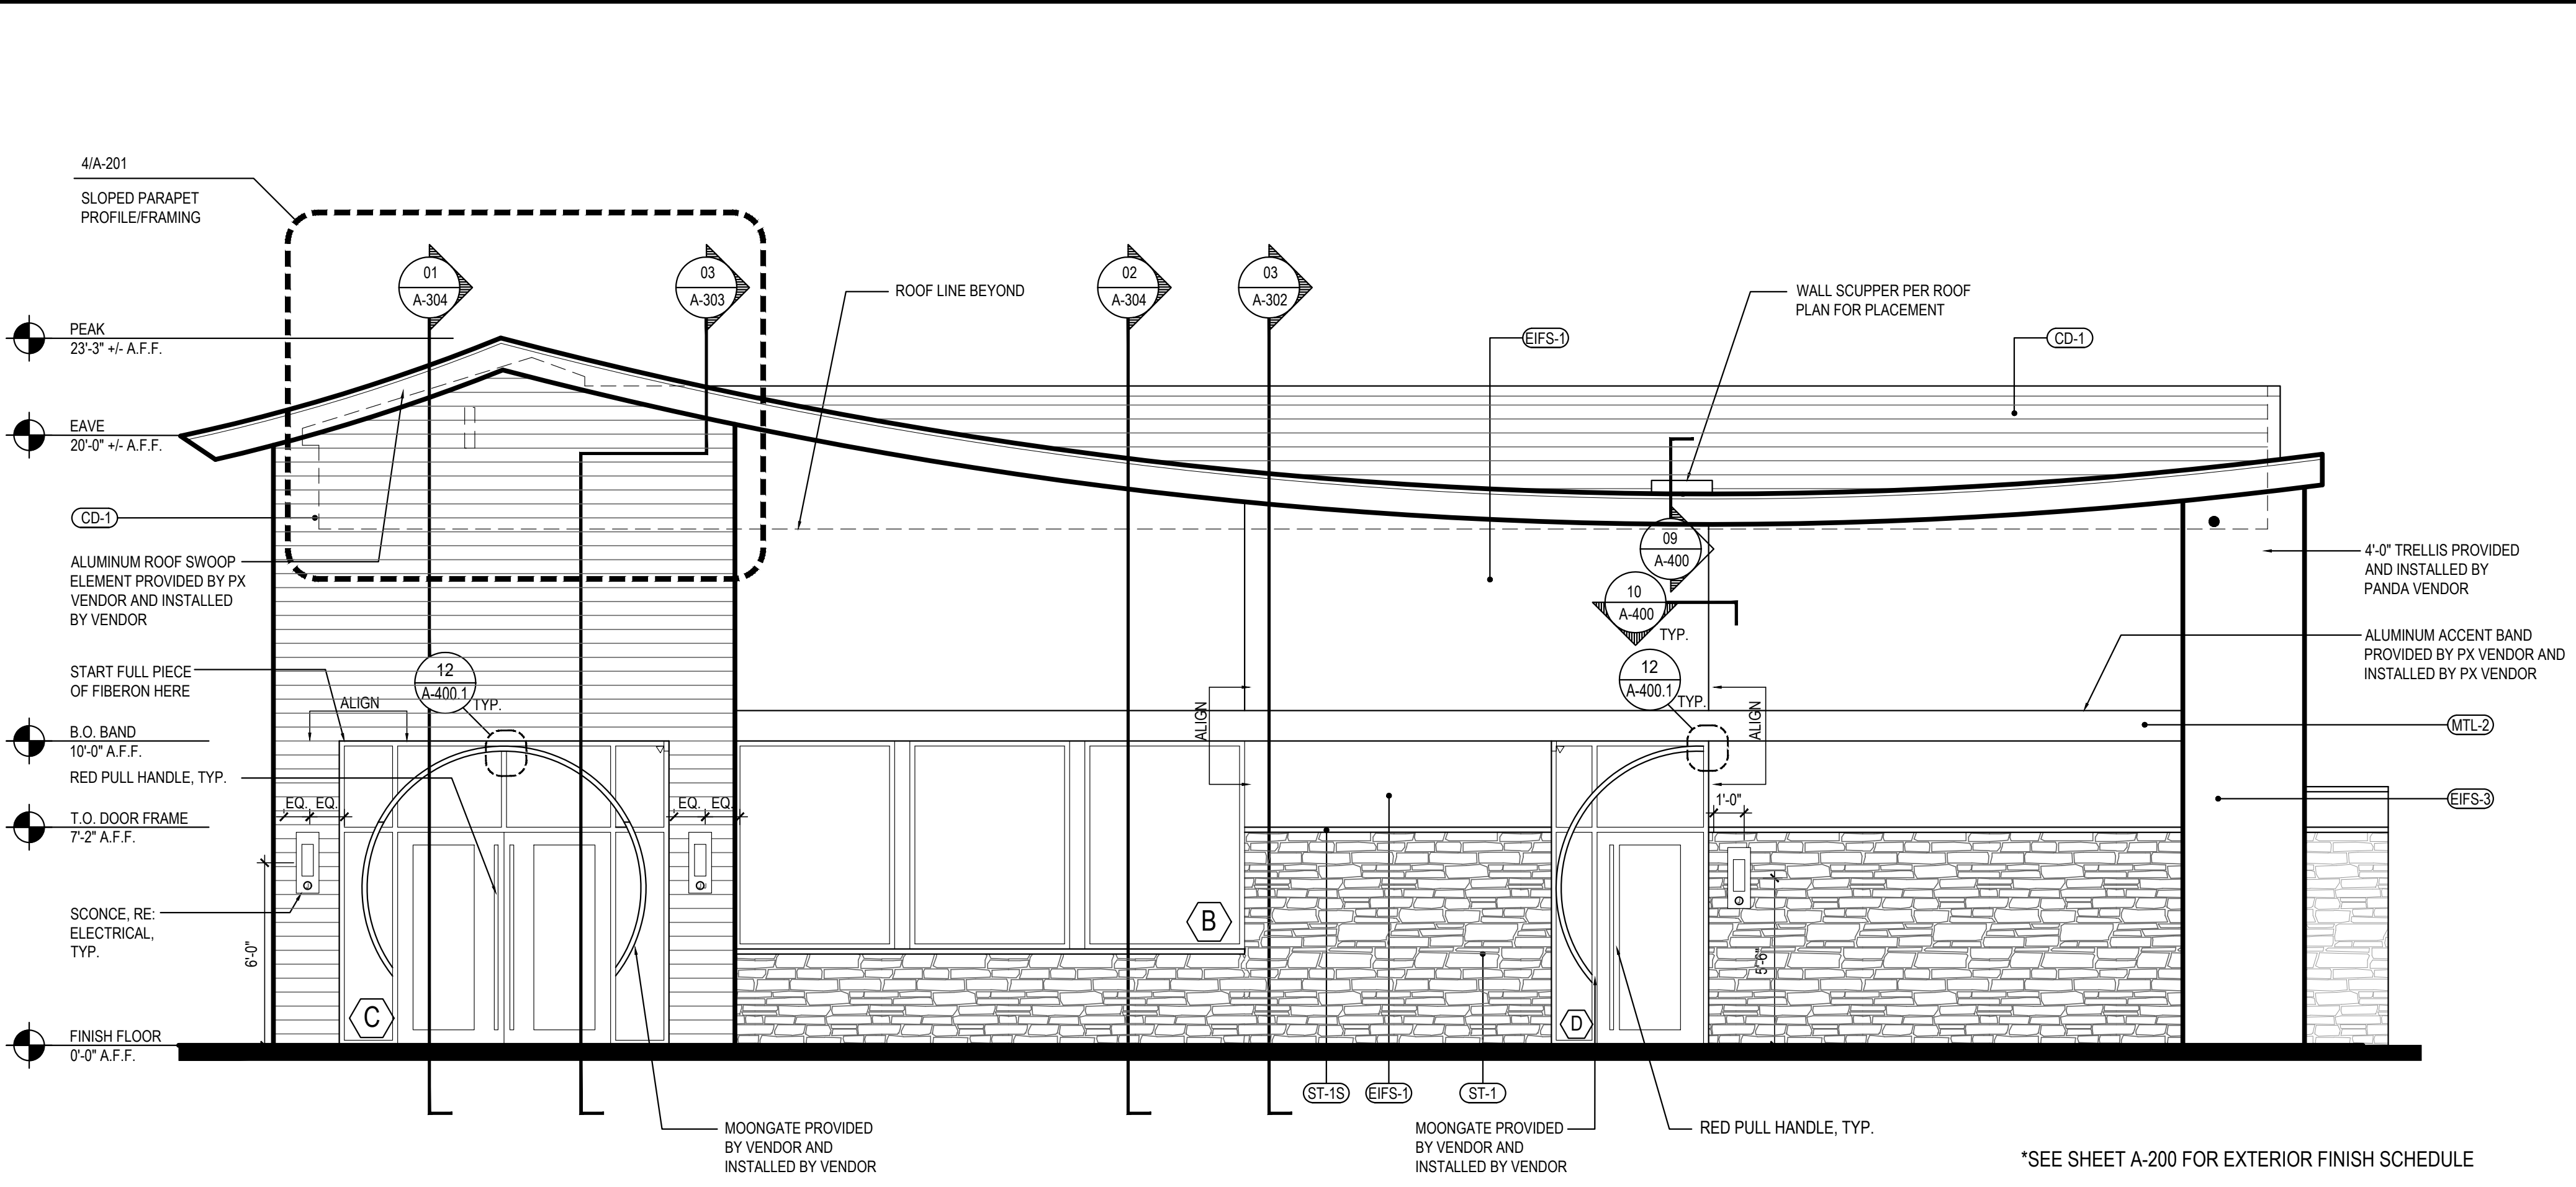 4/A-201
SLOPED PARAPET
PROFILE/FRAMING
01
A-304
03
A-303
02
A-304
03
A-302
ROOF LINE BEYOND
WALL SCUPPER PER ROOF
PLAN FOR PLACEMENT
EIFS-1
CD-1
PEAK
23'-3" +/- A.F.F.
EAVE
20'-0" +/- A.F.F.
CD-1
ALUMINUM ROOF SWOOP
ELEMENT PROVIDED BY PX
VENDOR AND INSTALLED
BY VENDOR
START FULL PIECE
OF FIBERON HERE
ALIGN
12
A-400.1
TYP.
09
A-400
10
A-400
TYP.
12
A-400.1
TYP.
ALIGN
ALIGN
4'-0" TRELLIS PROVIDED
AND INSTALLED BY
PANDA VENDOR
ALUMINUM ACCENT BAND
PROVIDED BY PX VENDOR AND
INSTALLED BY PX VENDOR
MTL-2
EIFS-3
B.O. BAND
10'-0" A.F.F.
RED PULL HANDLE, TYP.
T.O. DOOR FRAME
7'-2" A.F.F.
EQ. EQ.
EQ. EQ.
1'-0"
SCONCE, RE:
ELECTRICAL,
TYP.
6'-0"
5'-6"
B
C
D
FINISH FLOOR
0'-0" A.F.F.
ST-1S
EIFS-1
ST-1
MOONGATE PROVIDED
BY VENDOR AND
INSTALLED BY VENDOR
MOONGATE PROVIDED
BY VENDOR AND
INSTALLED BY VENDOR
RED PULL HANDLE, TYP.
*SEE SHEET A-200 FOR EXTERIOR FINISH SCHEDULE